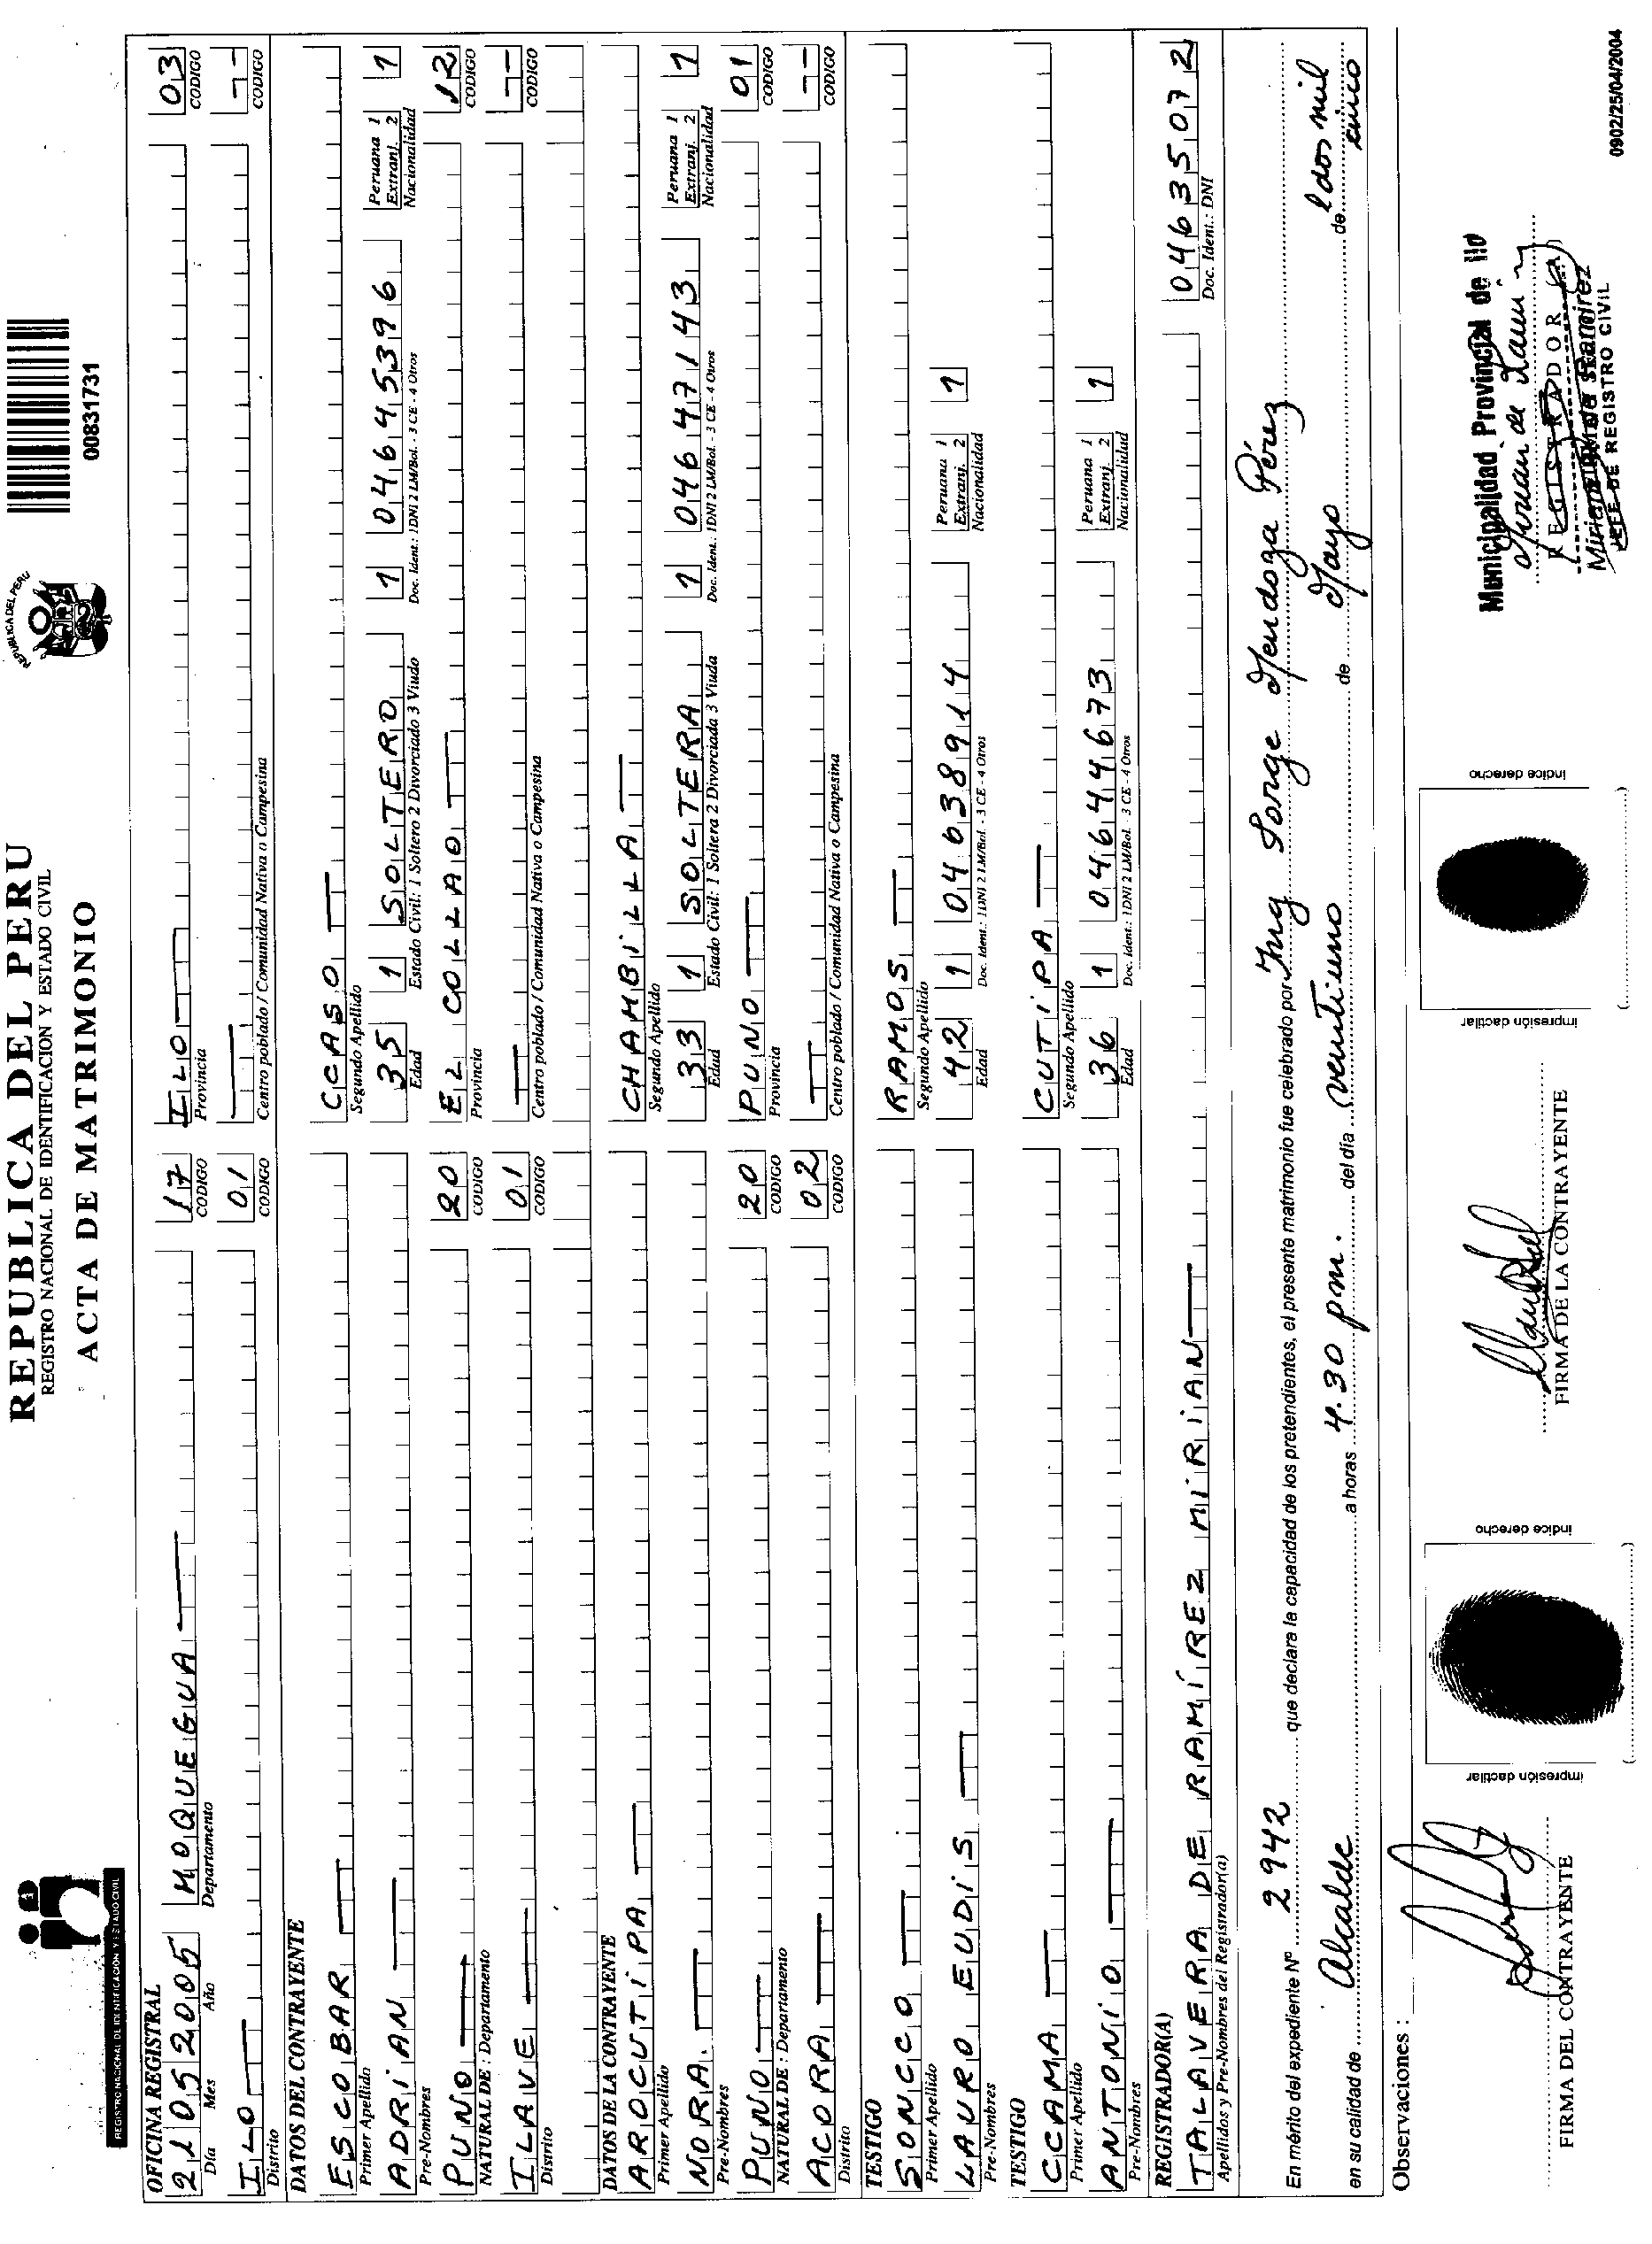 REGISTRO NACIONAL DE IDENTIFICACION Y ESTADO CIVIL
REPUBLICA DEL PERU
REGISTRO NACIONAL DE IDENTIFICACION Y ESTADO CIVIL
ACTA DE MATRIMONIO
REPUBLICA DEL PERU
00831731
OFICINA REGISTRAL
21 05 2005 MOQUEGUA 17 ILO 03
Día Mes Año Departamento CODIGO Provincia CODIGO
ILO 01
Distrito CODIGO Centro poblado / Comunidad Nativa o Campesina CODIGO
DATOS DEL CONTRAYENTE
ESCOBAR CCASO
Primer Apellido Segundo Apellido
ADRIAN 35 1 SOLTERO 1 04645396 Peruana 1 Extranj. 2 1
Pre-Nombres Edad Estado Civil: 1 Soltero 2 Divorciado 3 Viudo Doc. Ident.: 1DNI 2 LM/Bol. - 3 CE - 4 Otros Nacionalidad
PUNO 20 EL COLLAO 12
NATURAL DE : Departamento CODIGO Provincia CODIGO
ILAVE 01
Distrito CODIGO Centro poblado / Comunidad Nativa o Campesina CODIGO
DATOS DE LA CONTRAYENTE
AROCUTIPA CHAMBILLA
Primer Apellido Segundo Apellido
NORA. 33 1 SOLTERA 1 04647143 Peruana 1 Extranj. 2 1
Pre-Nombres Edad Estado Civil: 1 Soltera 2 Divorciada 3 Viuda Doc. Ident.: 1DNI 2 LM/Bol. - 3 CE - 4 Otros Nacionalidad
PUNO 20 PUNO 01
NATURAL DE : Departamento CODIGO Provincia CODIGO
ACORA 02
Distrito CODIGO Centro poblado / Comunidad Nativa o Campesina CODIGO
TESTIGO
SONCCO RAMOS
Primer Apellido Segundo Apellido
LAURO EUDIS 42 1 04638914 Peruana 1 Extranj. 2 1
Pre-Nombres Edad Doc. Ident.: 1DNI 2 LM/Bol. - 3 CE - 4 Otros Nacionalidad
TESTIGO
CCAMA CUTIPA
Primer Apellido Segundo Apellido
ANTONIO 36 1 04644673 Peruana 1 Extranj. 2 1
Pre-Nombres Edad Doc. Ident.: 1DNI 2 LM/Bol. - 3 CE - 4 Otros Nacionalidad
REGISTRADOR(A)
TALAVERA DE RAMÍREZ MIRIAN 04635072
Apellidos y Pre-Nombres del Registrador(a) Doc. Ident.: DNI
En mérito del expediente Nº 2942 que declara la capacidad de los pretendientes, el presente matrimonio fue celebrado por Ing Jorge Mendoza Pérez
en su calidad de Alcalde a horas 4.30 pm. del día veintiuno de Mayo de dos mil cinco
Observaciones :
impresión dactilar índice derecho
impresión dactilar índice derecho
FIRMA DEL CONTRAYENTE
FIRMA DE LA CONTRAYENTE
Municipalidad Provincial de Ilo
REGISTRADOR (A)
de Ramirez
JEFE DE REGISTRO CIVIL
0902/25/04/2004